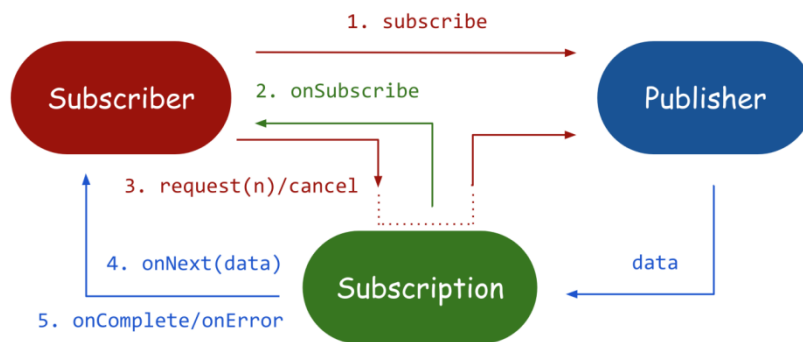 1. subscribe
Subscriber
2. onSubscribe
Publisher
3. request(n)/cancel
4. onNext(data)
data
Subscription
5. onComplete/onError